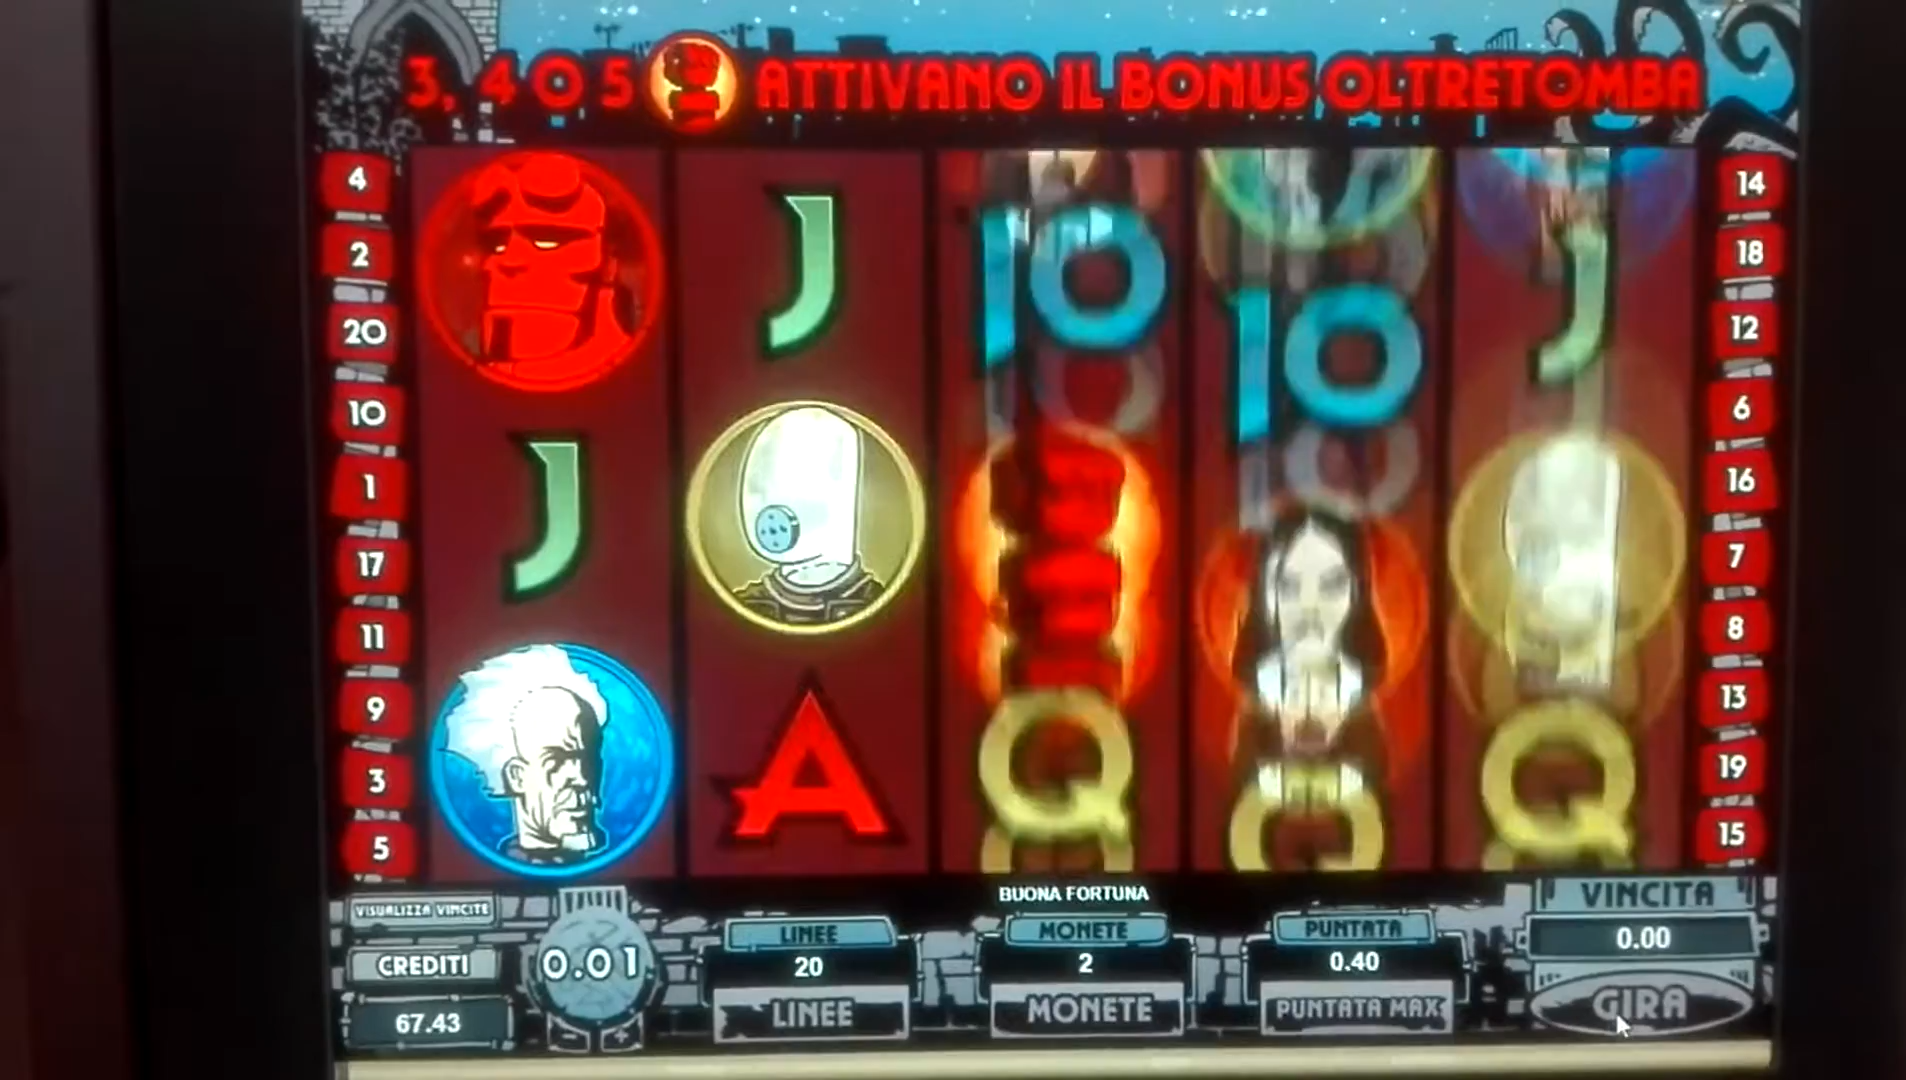 3, 4 O 5 ATTIVANO IL BONUS OLTRETOMBA
4
2
20
10
1
17
11
9
3
5
J
J
A
10
Q
10
Q
J
Q
14
18
12
6
16
7
8
13
19
15
BUONA FORTUNA
VISUALIZZA VINCITE
CREDITI
67.43
0.01
- +
LINEE
20
LINEE
MONETE
2
MONETE
PUNTATA
0.40
PUNTATA MAX
VINCITA
0.00
GIRA